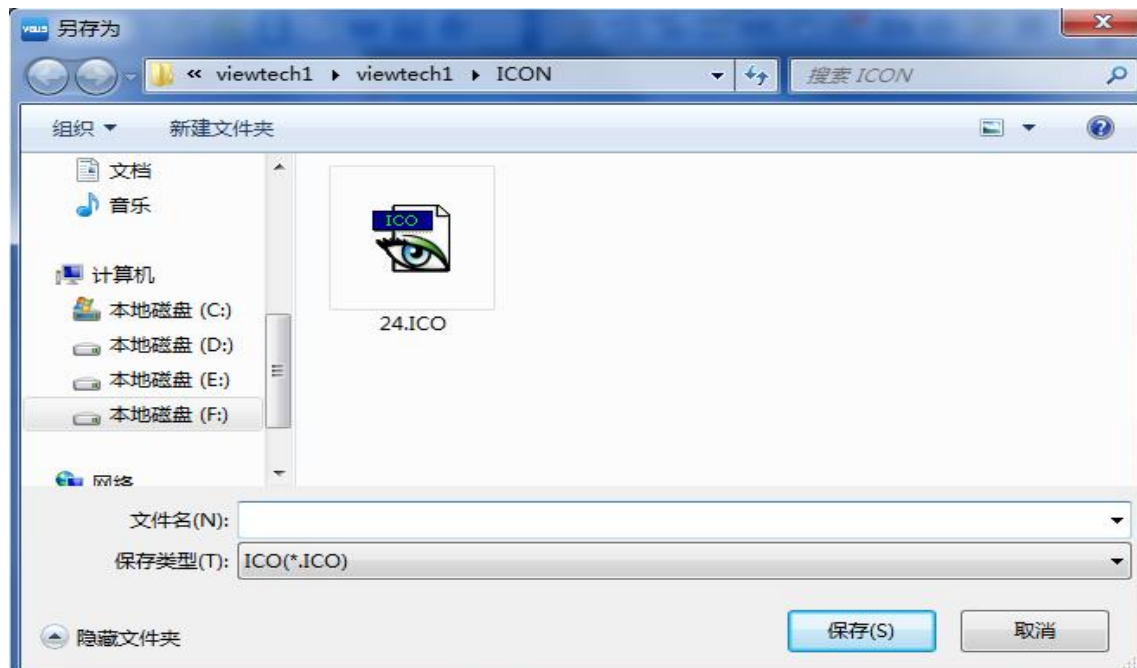 VGUS 另存为
« viewtech1 ▸ viewtech1 ▸ ICON
搜索 ICON
组织 新建文件夹
文档
音乐
计算机
本地磁盘 (C:)
本地磁盘 (D:)
本地磁盘 (E:)
本地磁盘 (F:)
网络
ICO
24.ICO
文件名(N):
保存类型(T): ICO(*.ICO)
隐藏文件夹
保存(S)
取消